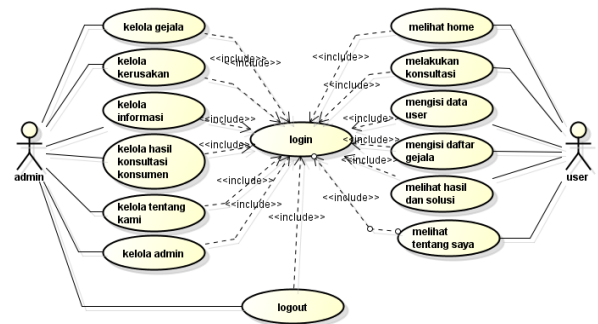 kelola gejala
kelola
kerusakan
kelola
informasi
kelola hasil
konsultasi
konsumen
kelola tentang
kami
kelola admin
admin
login
logout
melihat home
melakukan
konsultasi
mengisi data
user
mengisi daftar
gejala
melihat hasil
dan solusi
melihat
tentang saya
user
<<include>>
<<include>>
<<include>>
<<include>>
<<include>>
<<include>>
<<include>>
<<include>>
<<include>>
<<include>>
<<include>>
<<include>>
<<include>>